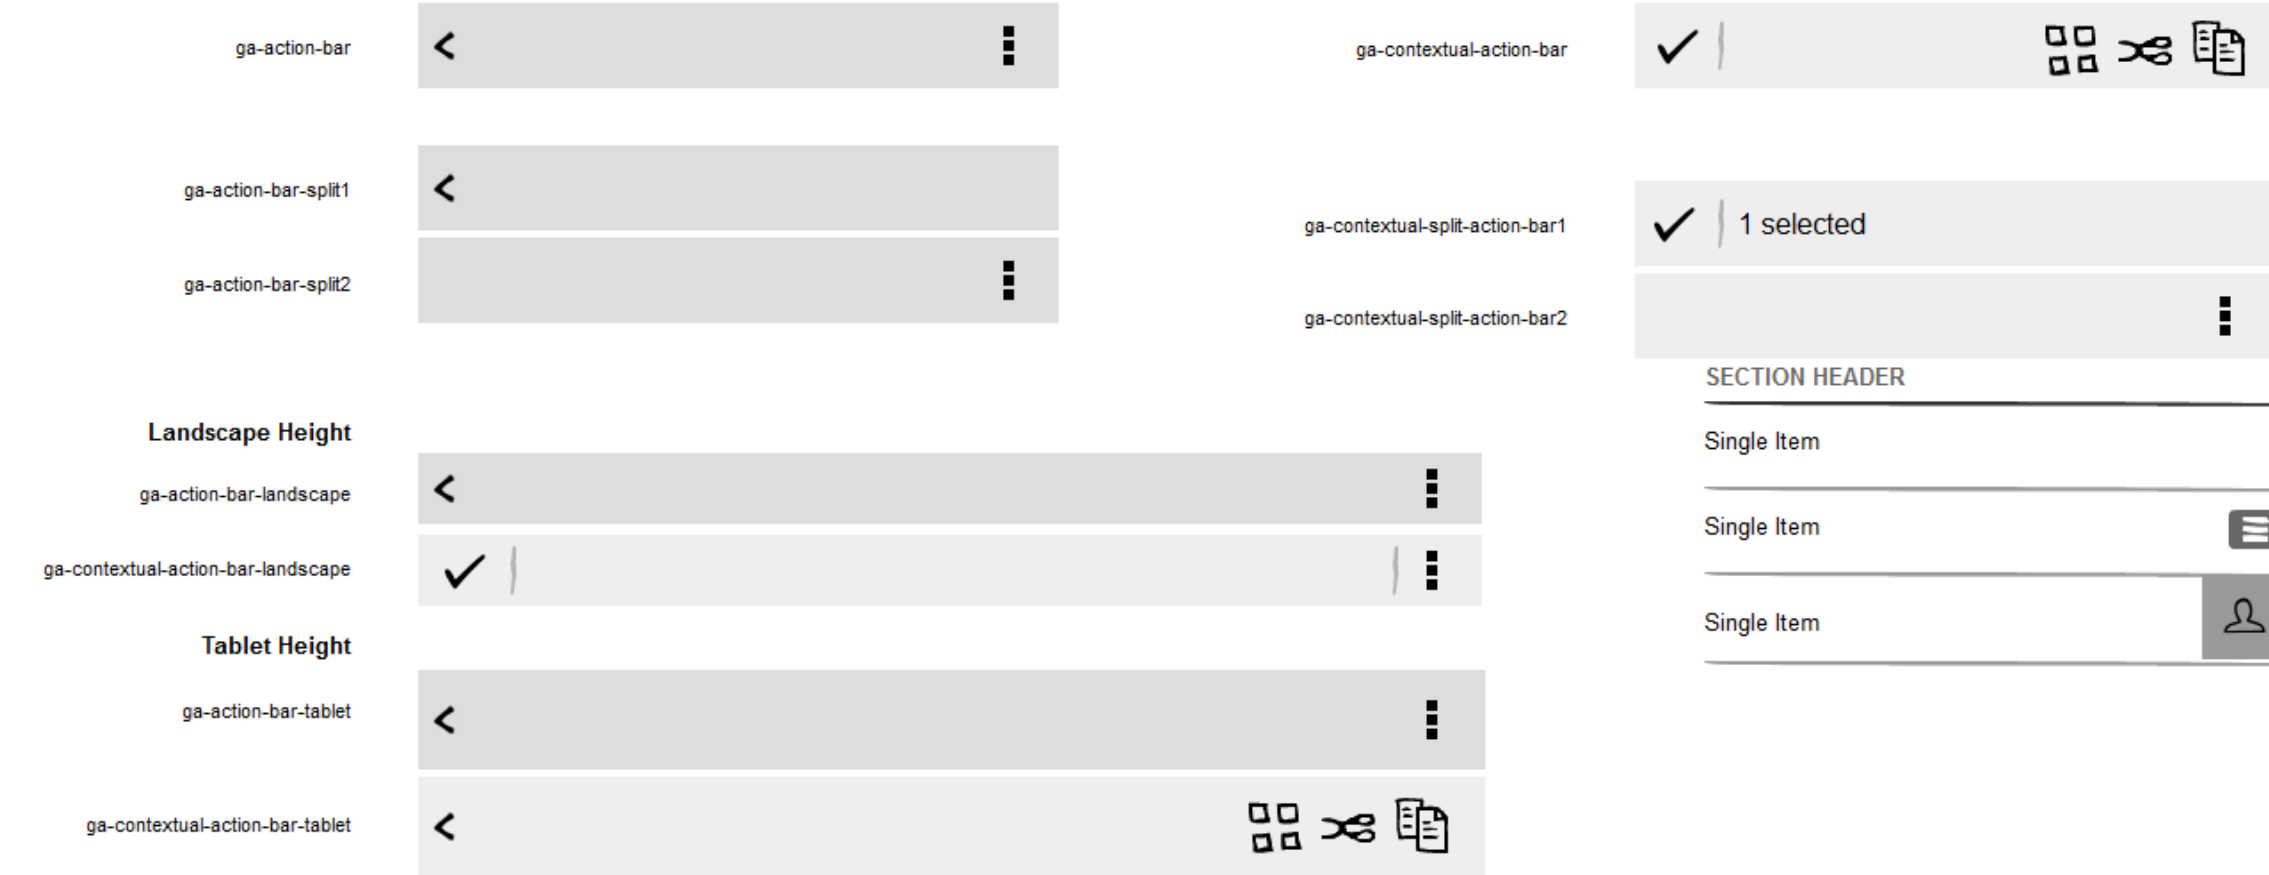 ga-action-bar
ga-contextual-action-bar
ga-action-bar-split1
ga-contextual-split-action-bar1
1 selected
ga-action-bar-split2
ga-contextual-split-action-bar2
SECTION HEADER
Landscape Height
Single Item
ga-action-bar-landscape
Single Item
ga-contextual-action-bar-landscape
Single Item
Tablet Height
ga-action-bar-tablet
ga-contextual-action-bar-tablet